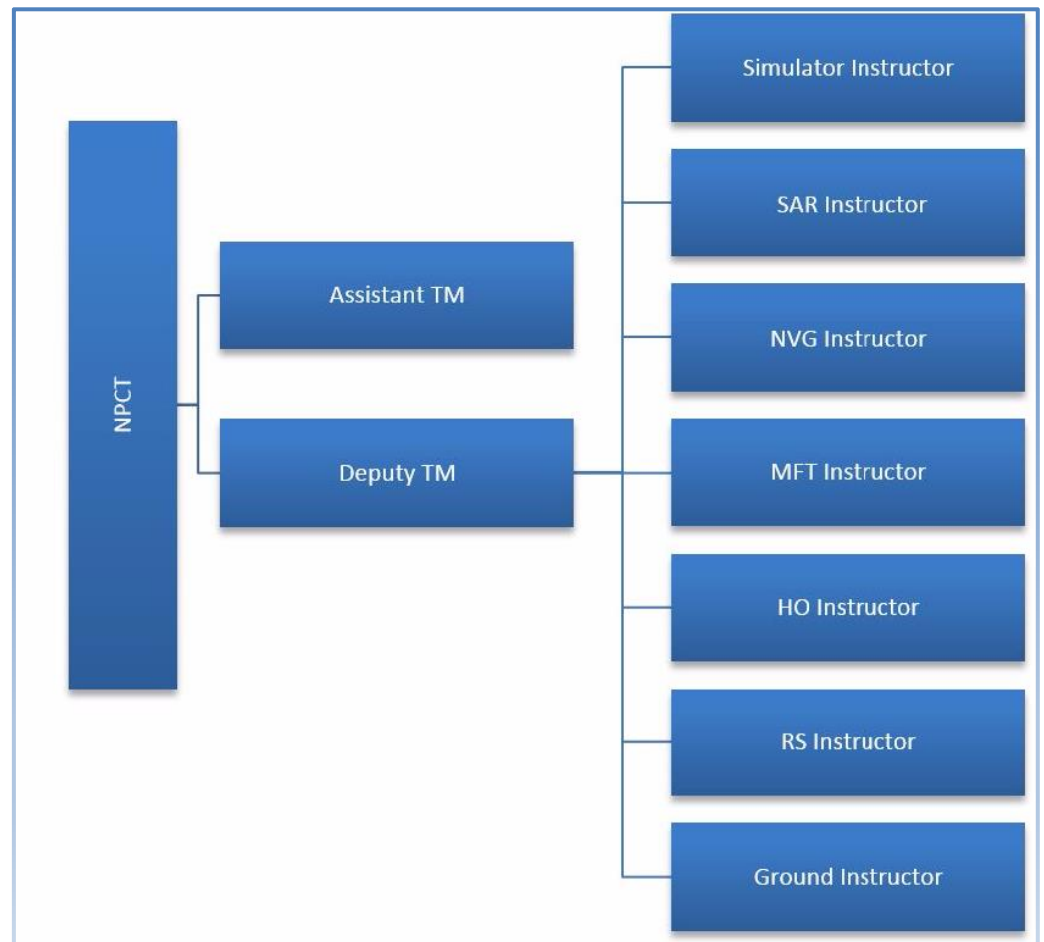 NPCT
Assistant TM
Deputy TM
Simulator Instructor
SAR Instructor
NVG Instructor
MFT Instructor
HO Instructor
RS Instructor
Ground Instructor